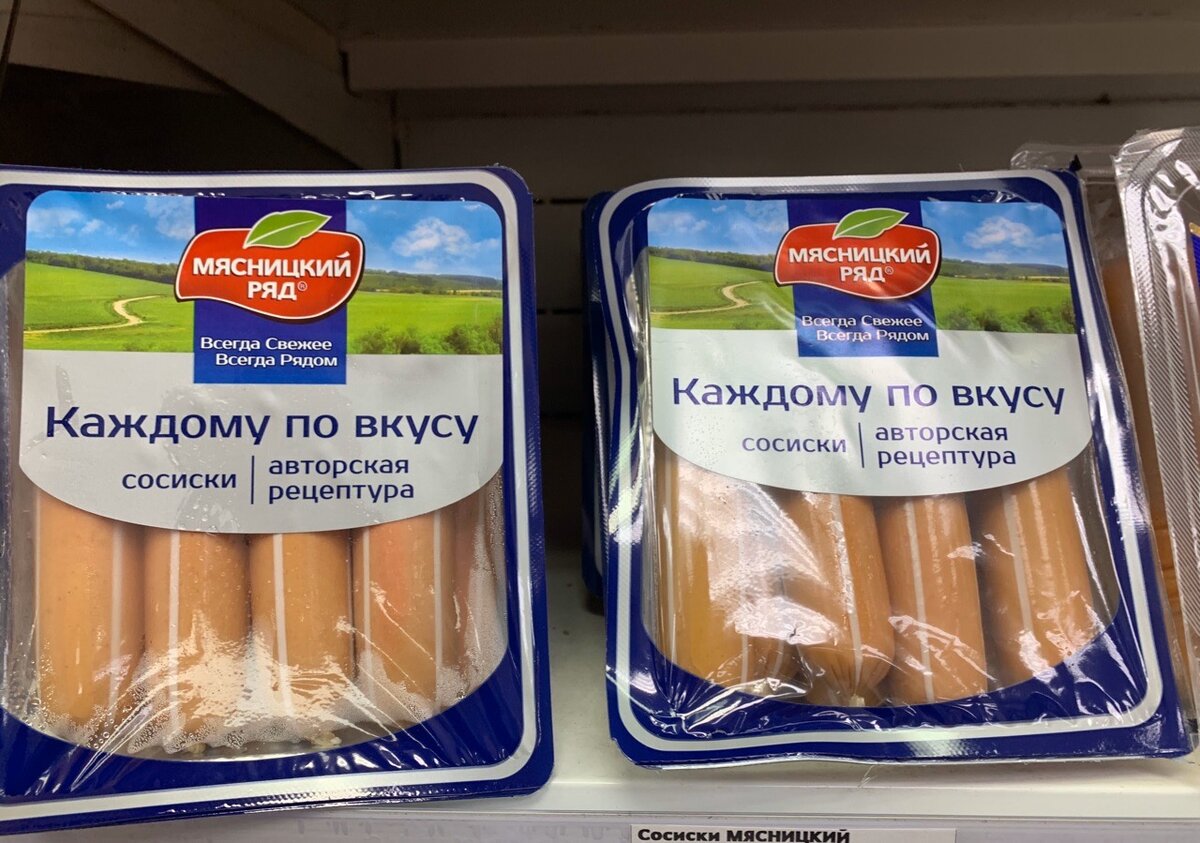 МЯСНИЦКИЙ
РЯД®
Всегда Свежее
Всегда Рядом
Каждому по вкусу
сосиски
авторская
рецептура
МЯСНИЦКИЙ
РЯД®
Всегда Свежее
Всегда Рядом
Каждому по вкусу
сосиски
авторская
рецептура
Сосиски МЯСНИЦКИЙ